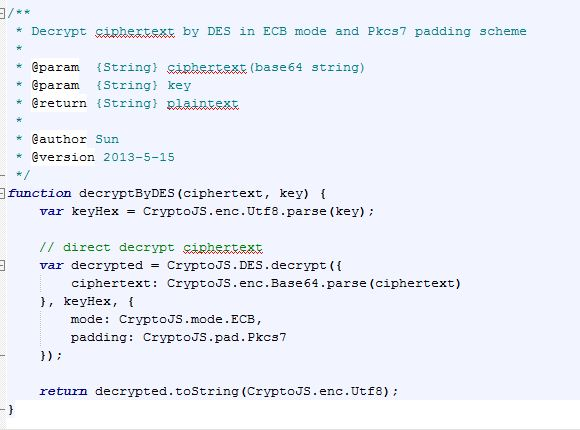 /**
 * Decrypt ciphertext by DES in ECB mode and Pkcs7 padding scheme
 *
 * @param  {String} ciphertext(base64 string)
 * @param  {String} key
 * @return {String} plaintext
 *
 * @author Sun
 * @version 2013-5-15
 */
function decryptByDES(ciphertext, key) {
    var keyHex = CryptoJS.enc.Utf8.parse(key);

    // direct decrypt ciphertext
    var decrypted = CryptoJS.DES.decrypt({
        ciphertext: CryptoJS.enc.Base64.parse(ciphertext)
    }, keyHex, {
        mode: CryptoJS.mode.ECB,
        padding: CryptoJS.pad.Pkcs7
    });

    return decrypted.toString(CryptoJS.enc.Utf8);
}